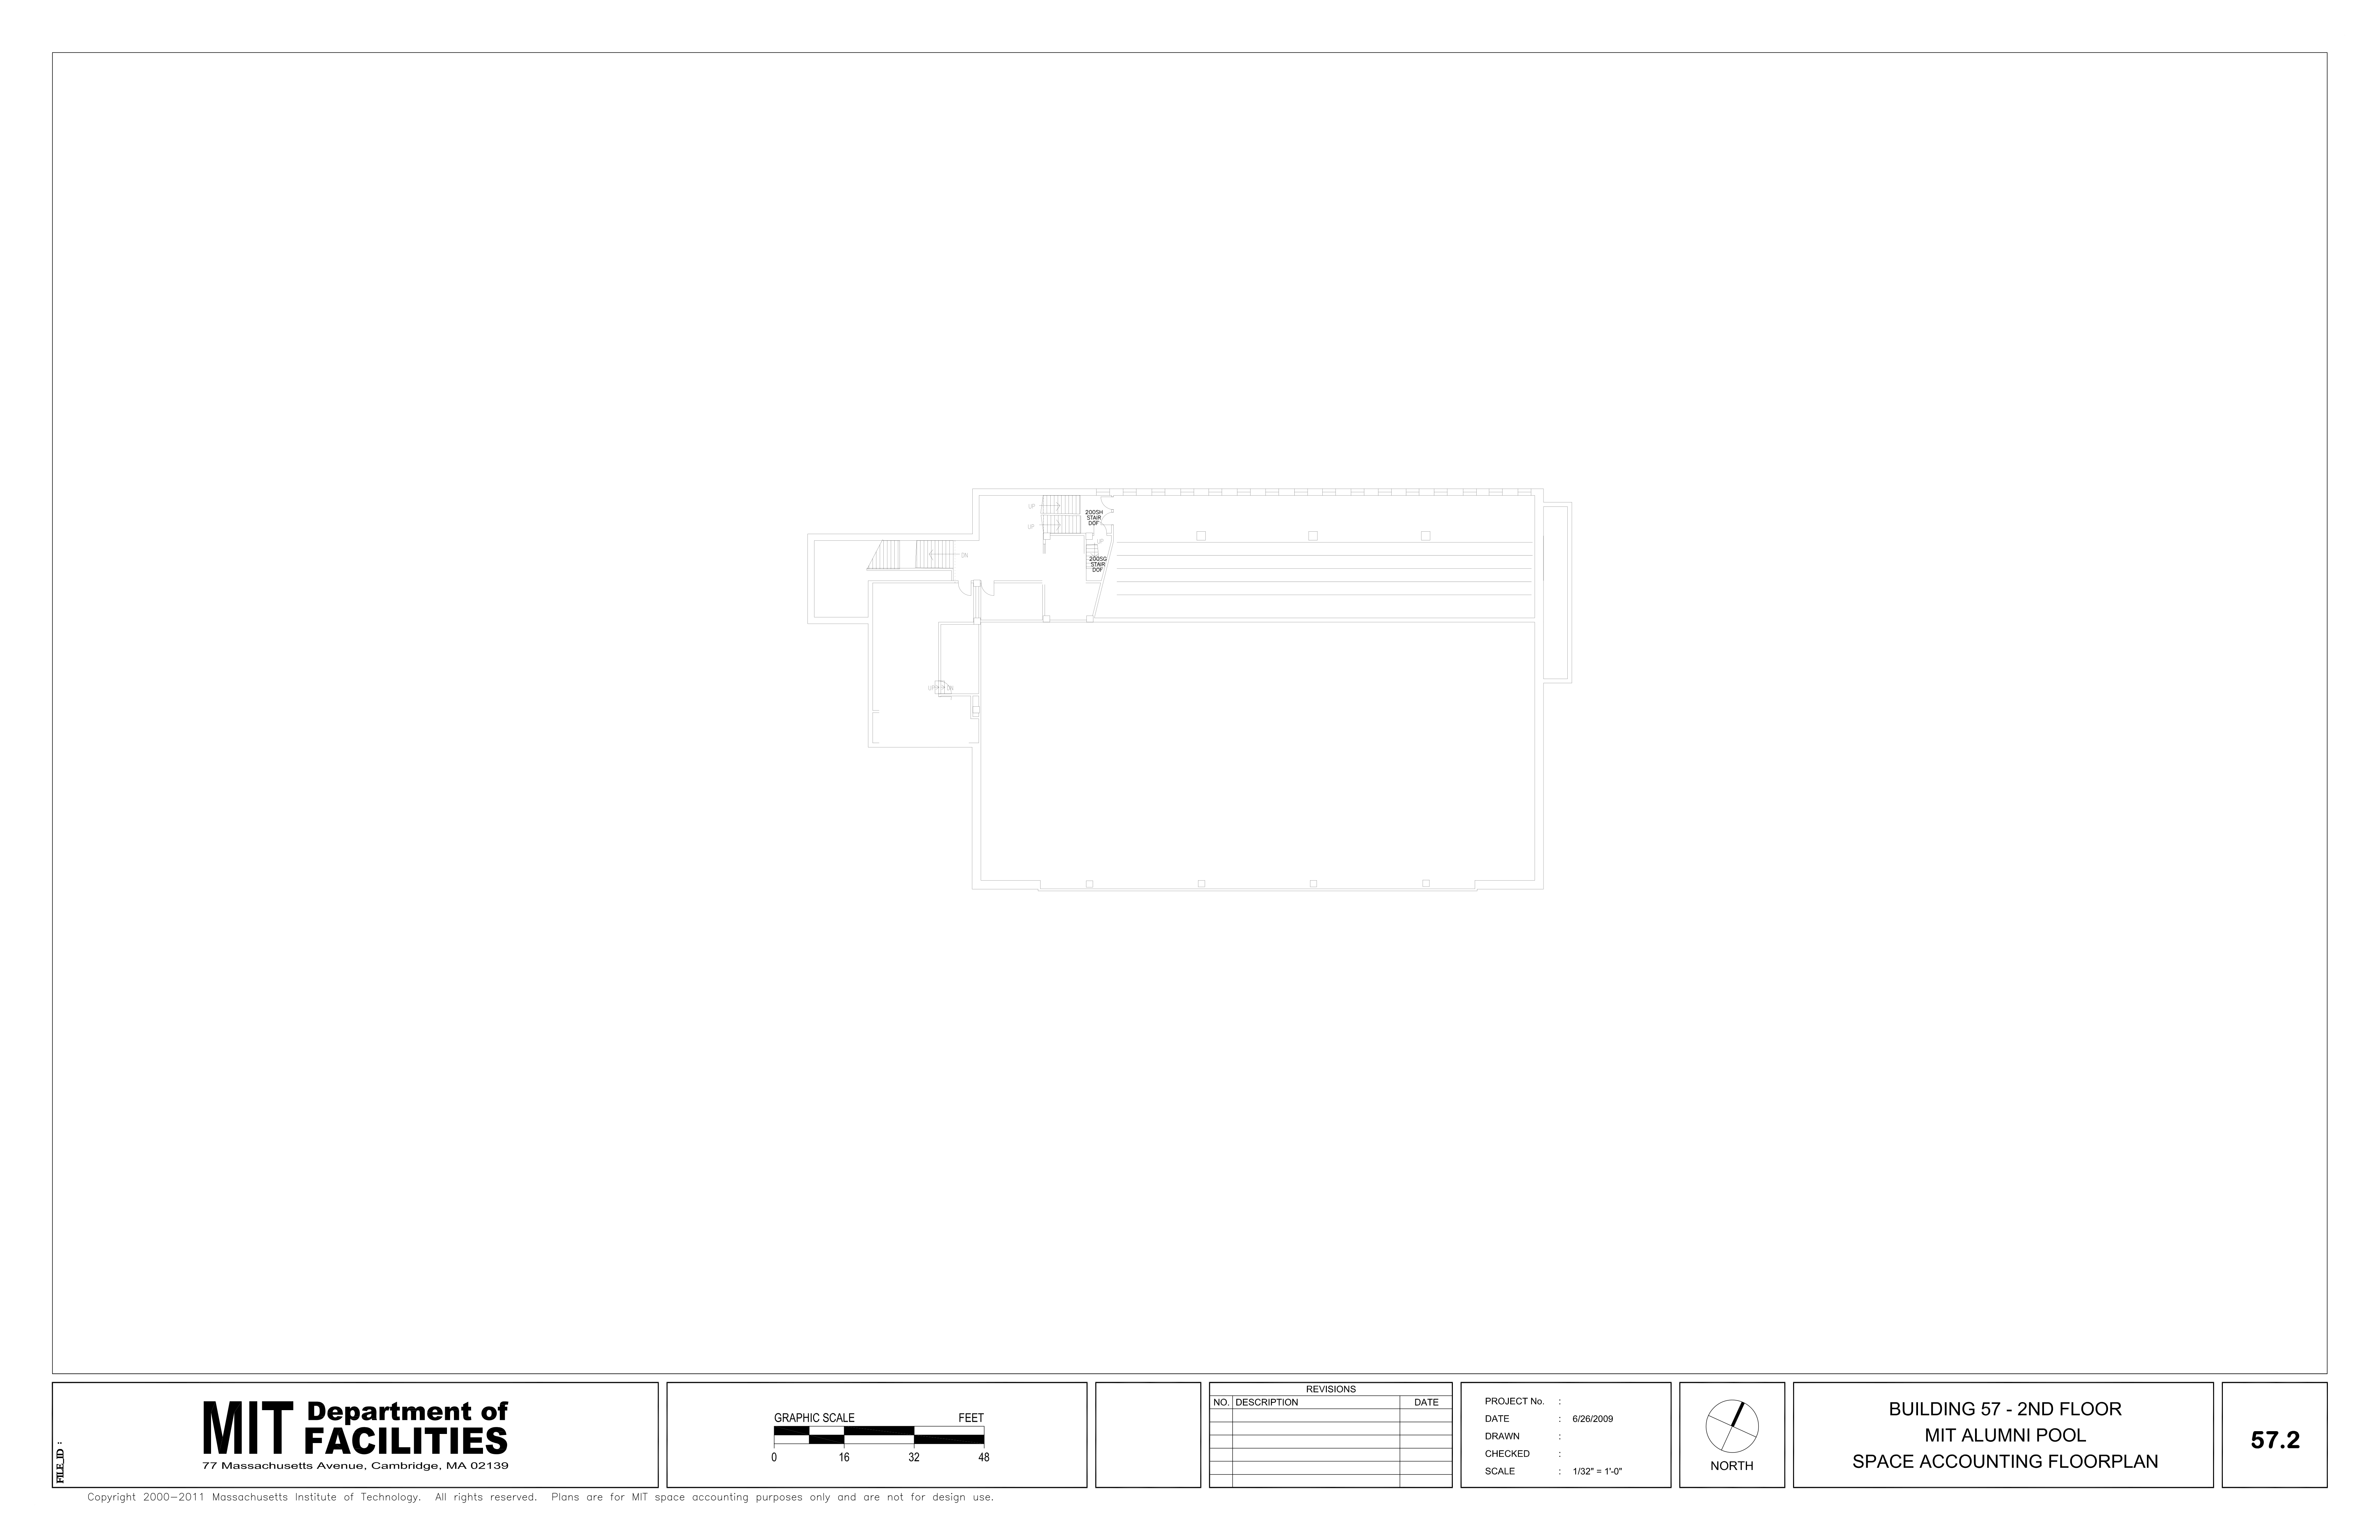 UP
200SH
STAIR
DOF
UP
UP
DN
200SG
STAIR
DOF
UP
DN
FILE_ID :
MIT Department of
FACILITIES
77 Massachusetts Avenue, Cambridge, MA 02139
GRAPHIC SCALE FEET
0 16 32 48
REVISIONS
NO. DESCRIPTION DATE
PROJECT No. :
DATE : 6/26/2009
DRAWN :
CHECKED :
SCALE : 1/32" = 1'-0"
NORTH
BUILDING 57 - 2ND FLOOR
MIT ALUMNI POOL
SPACE ACCOUNTING FLOORPLAN
57.2
Copyright 2000-2011 Massachusetts Institute of Technology. All rights reserved. Plans are for MIT space accounting purposes only and are not for design use.